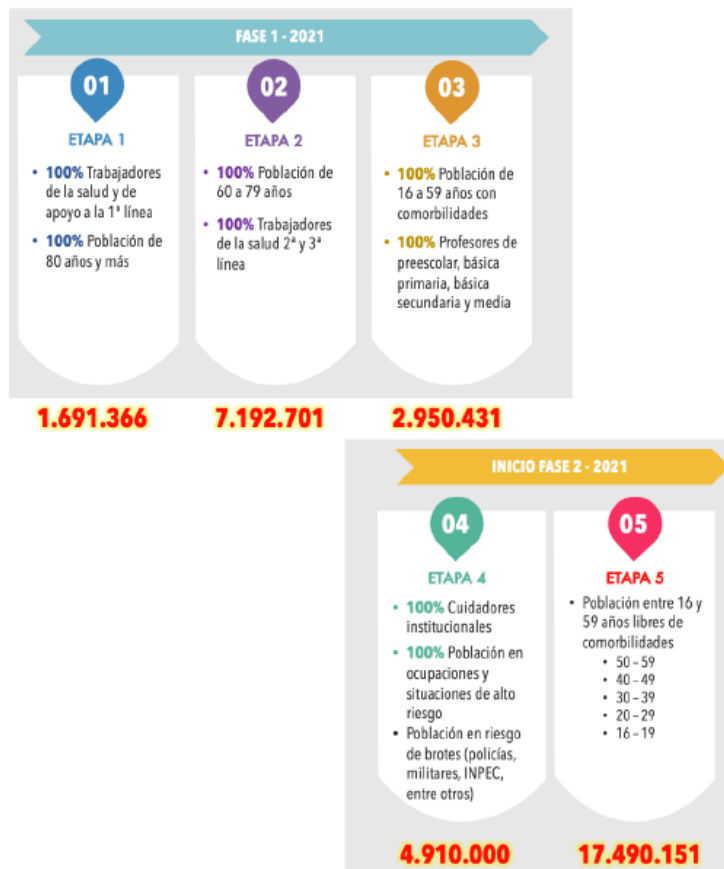 FASE 1 - 2021
01
ETAPA 1
• 100% Trabajadores
de la salud y de
apoyo a la 1ª línea
• 100% Población de
80 años y más
02
ETAPA 2
• 100% Población de
60 a 79 años
• 100% Trabajadores
de la salud 2ª y 3ª
línea
03
ETAPA 3
• 100% Población de
16 a 59 años con
comorbilidades
• 100% Profesores de
preescolar, básica
primaria, básica
secundaria y media
1.691.366
7.192.701
2.950.431
INICIO FASE 2 - 2021
04
ETAPA 4
• 100% Cuidadores
institucionales
• 100% Población en
ocupaciones y
situaciones de alto
riesgo
• Población en riesgo
de brotes (policías,
militares, INPEC,
entre otros)
05
ETAPA 5
• Población entre 16 y
59 años libres de
comorbilidades
• 50 – 59
• 40 – 49
• 30 – 39
• 20 – 29
• 16 – 19
4.910.000
17.490.151